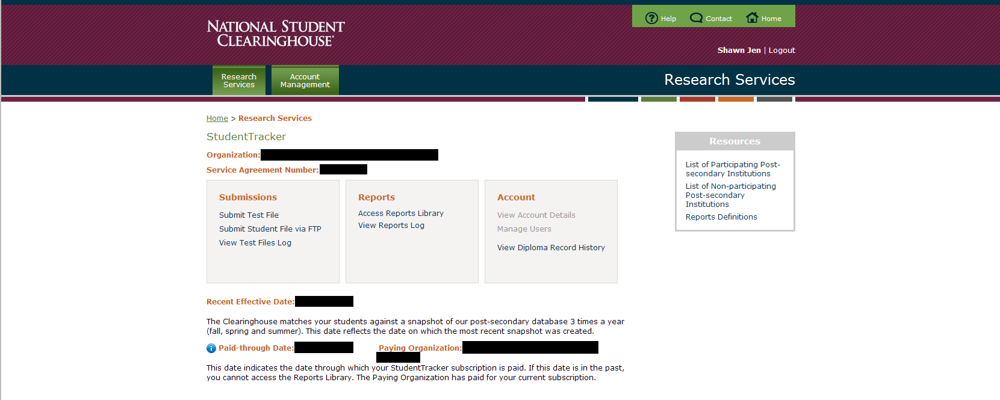 NATIONAL STUDENT
CLEARINGHOUSE®
Help
Contact
Home
Shawn Jen | Logout
Research
Services
Account
Management
Research Services
Home > Research Services
StudentTracker
Organization:
Service Agreement Number:
Submissions
Submit Test File
Submit Student File via FTP
View Test Files Log
Reports
Access Reports Library
View Reports Log
Account
View Account Details
Manage Users
View Diploma Record History
Resources
List of Participating Post-
secondary Institutions
List of Non-participating
Post-secondary
Institutions
Reports Definitions
Recent Effective Date:
The Clearinghouse matches your students against a snapshot of our post-secondary database 3 times a year
(fall, spring and summer). This date reflects the date on which the most recent snapshot was created.
Paid-through Date:
Paying Organization:
This date indicates the date through which your StudentTracker subscription is paid. If this date is in the past,
you cannot access the Reports Library. The Paying Organization has paid for your current subscription.